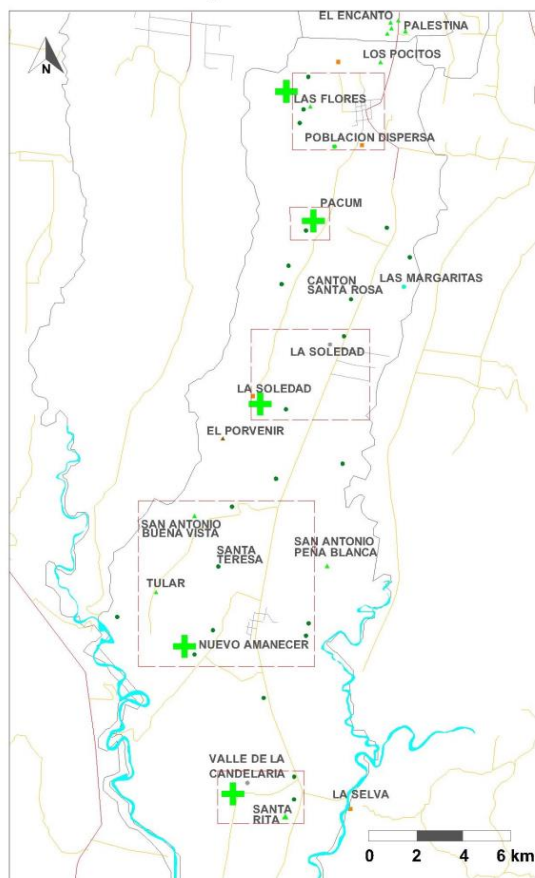 EL ENCANTO
PALESTINA
LOS POCITOS
LAS FLORES
POBLACION DISPERSA
PACUM
CANTON
SANTA ROSA
LAS MARGARITAS
LA SOLEDAD
LA SOLEDAD
EL PORVENIR
SAN ANTONIO
BUENA VISTA
SANTA
TERESA
SAN ANTONIO
PEÑA BLANCA
TULAR
NUEVO AMANECER
VALLE DE LA
CANDELARIA
LA SELVA
SANTA
RITA
0 2 4 6 km